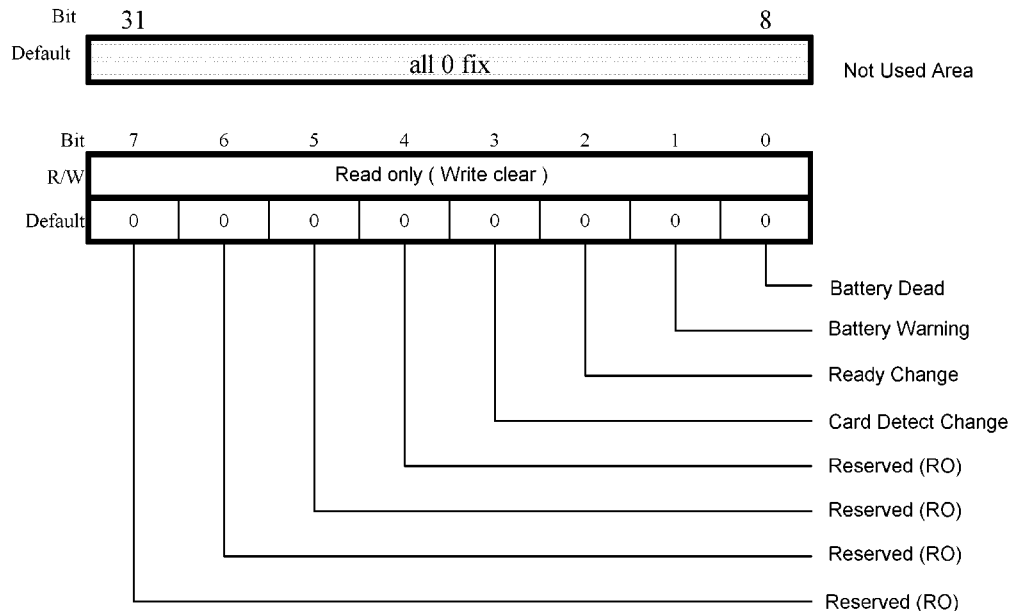 Bit 31 8
Default all 0 fix
Not Used Area
Bit 7 6 5 4 3 2 1 0
R/W Read only ( Write clear )
Default 0 0 0 0 0 0 0 0
Battery Dead
Battery Warning
Ready Change
Card Detect Change
Reserved (RO)
Reserved (RO)
Reserved (RO)
Reserved (RO)